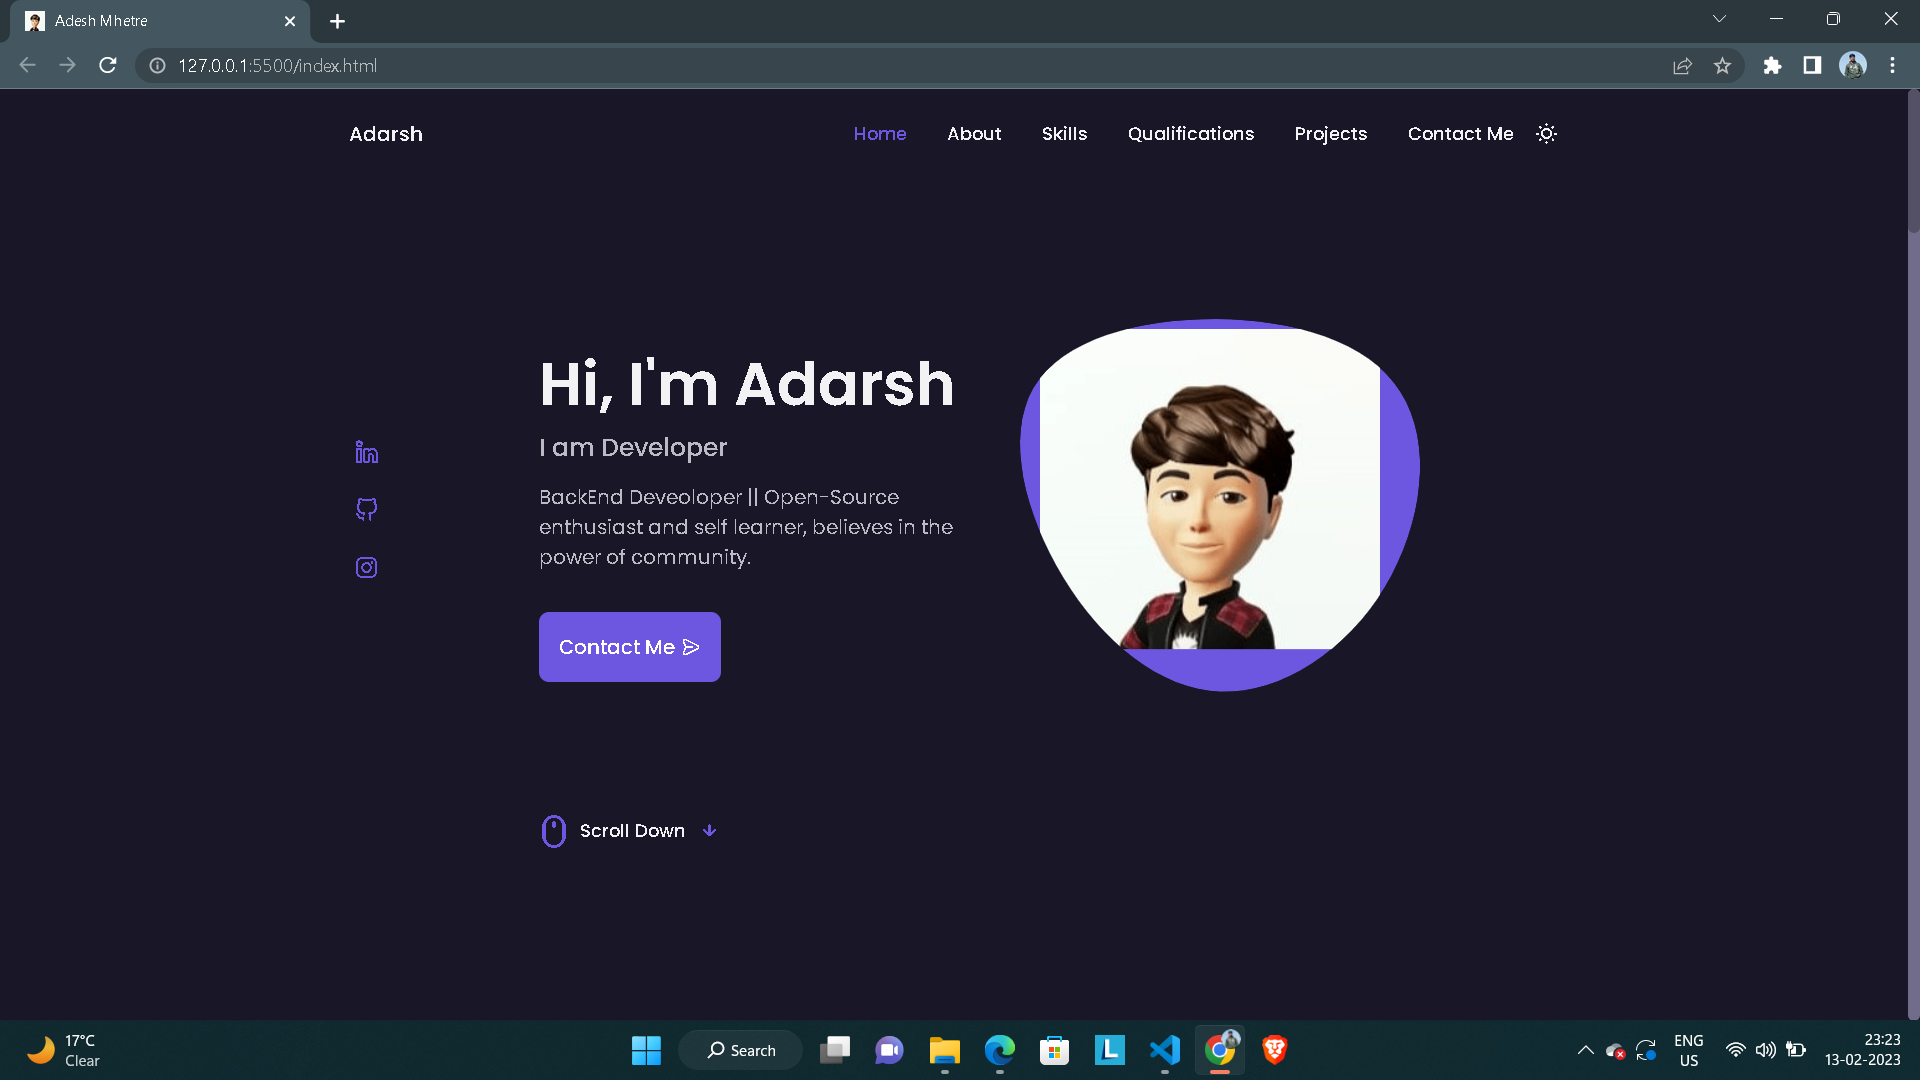 Adesh Mhetre
127.0.0.1:5500/index.html
Adarsh
Home About Skills Qualifications Projects Contact Me
Hi, I'm Adarsh
I am Developer
BackEnd Deveoloper || Open-Source
enthusiast and self learner, believes in the
power of community.
Contact Me
Scroll Down
17°C
Clear
Search
L
ENG
US
23:23
13-02-2023